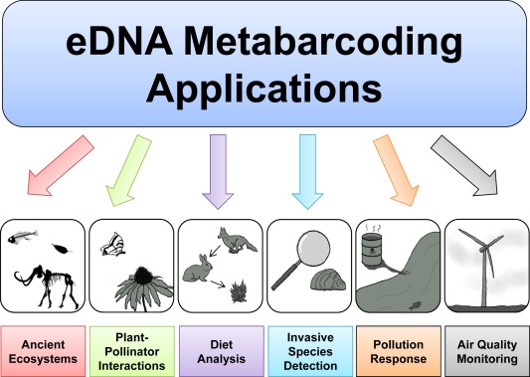 eDNA Metabarcoding
Applications
Ancient
Ecosystems
Plant-
Pollinator
Interactions
Diet
Analysis
Invasive
Species
Detection
Pollution
Response
Air Quality
Monitoring